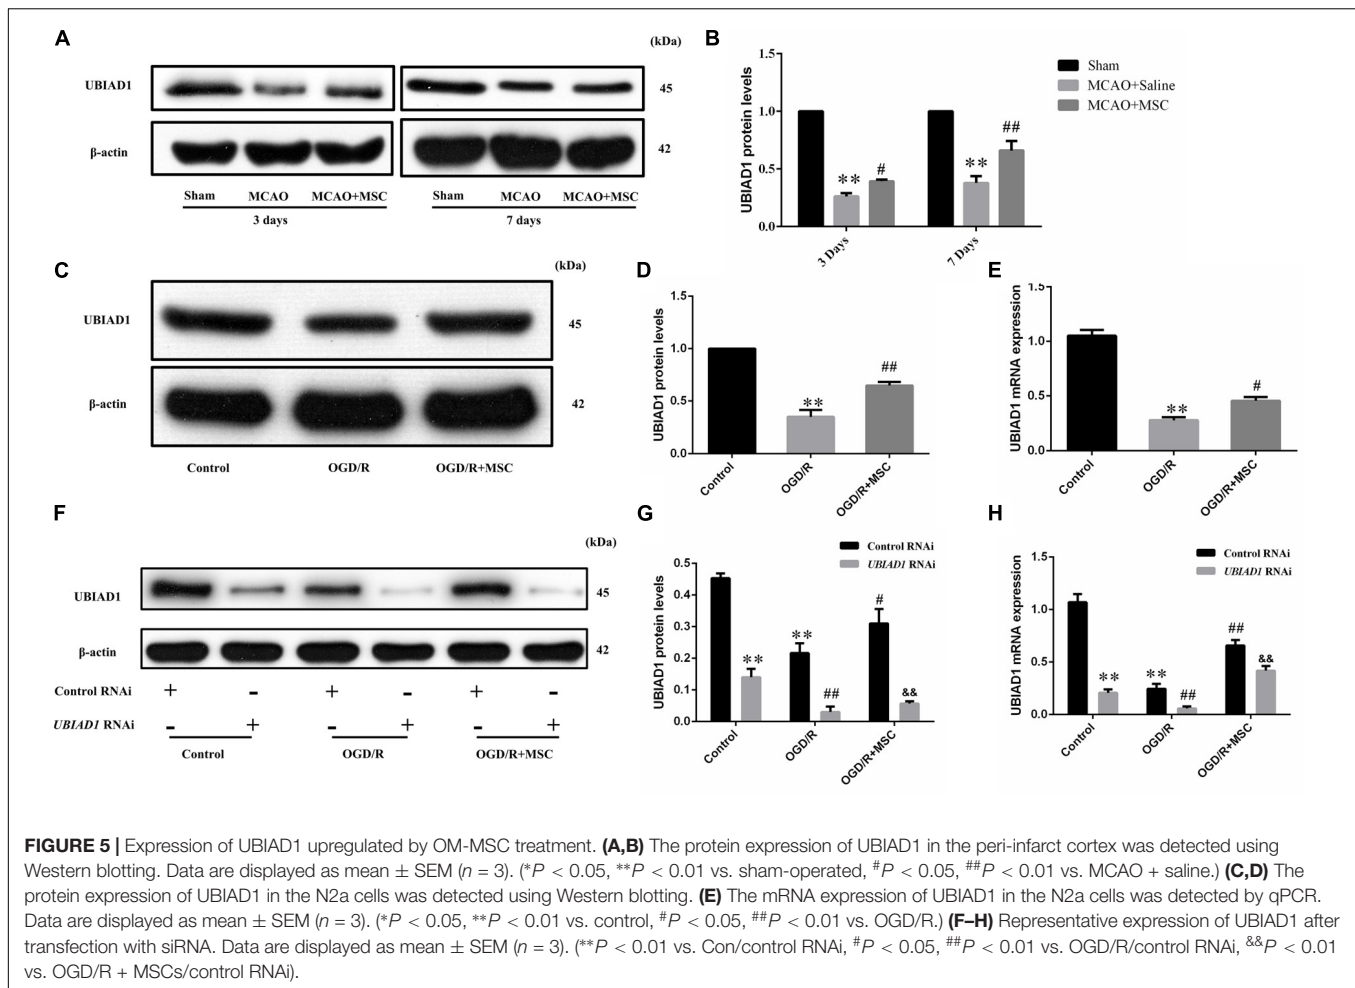 A
(kDa)
UBIAD1
45
β-actin
42
Sham MCAO MCAO+MSC Sham MCAO MCAO+MSC
3 days 7 days
B
UBIAD1 protein levels
1.5
1.0
0.5
0.0
** # ** ##
3 Days 7 Days
Sham
MCAO+Saline
MCAO+MSC
C
(kDa)
UBIAD1
45
β-actin
42
Control OGD/R OGD/R+MSC
D
UBIAD1 protein levels
1.5
1.0
0.5
0.0
** ##
Control OGD/R OGD/R+MSC
E
UBIAD1 mRNA expression
1.5
1.0
0.5
0.0
** #
Control OGD/R OGD/R+MSC
F
(kDa)
UBIAD1
45
β-actin
42
Control RNAi + - + - + -
UBIAD1 RNAi - + - + - +
Control OGD/R OGD/R+MSC
G
Control RNAi
UBIAD1 RNAi
UBIAD1 protein levels
0.5
0.4
0.3
0.2
0.1
0.0
** ** ## # &&
Control OGD/R OGD/R+MSC
H
Control RNAi
UBIAD1 RNAi
UBIAD1 mRNA expression
1.5
1.0
0.5
0.0
** ** ## ## &&
Control OGD/R OGD/R+MSC
FIGURE 5 | Expression of UBIAD1 upregulated by OM-MSC treatment. (A,B) The protein expression of UBIAD1 in the peri-infarct cortex was detected using
Western blotting. Data are displayed as mean ± SEM (n = 3). (*P < 0.05, **P < 0.01 vs. sham-operated, #P < 0.05, ##P < 0.01 vs. MCAO + saline.) (C,D) The
protein expression of UBIAD1 in the N2a cells was detected using Western blotting. (E) The mRNA expression of UBIAD1 in the N2a cells was detected by qPCR.
Data are displayed as mean ± SEM (n = 3). (*P < 0.05, **P < 0.01 vs. control, #P < 0.05, ##P < 0.01 vs. OGD/R.) (F–H) Representative expression of UBIAD1 after
transfection with siRNA. Data are displayed as mean ± SEM (n = 3). (**P < 0.01 vs. Con/control RNAi, #P < 0.05, ##P < 0.01 vs. OGD/R/control RNAi, &&P < 0.01
vs. OGD/R + MSCs/control RNAi).